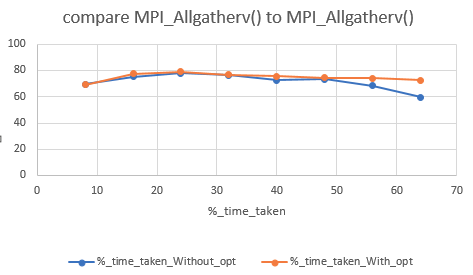 compare MPI_Allgatherv() to MPI_Allgatherv()
100
80
60
40
20
0
0 10 20 30 40 50 60 70
%_time_taken
%_time_taken_Without_opt %_time_taken_With_opt